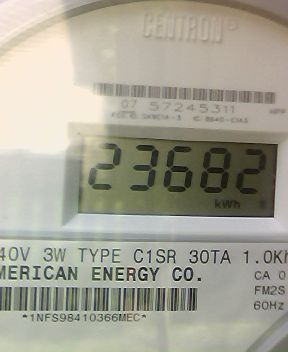 CENTRON
07 57245311
23682
kWh
40V 3W TYPE C1SR 30TA 1.0Kh
MERICAN ENERGY CO.
CA 0
FM2S
60Hz
*1NFS98410366MEC*